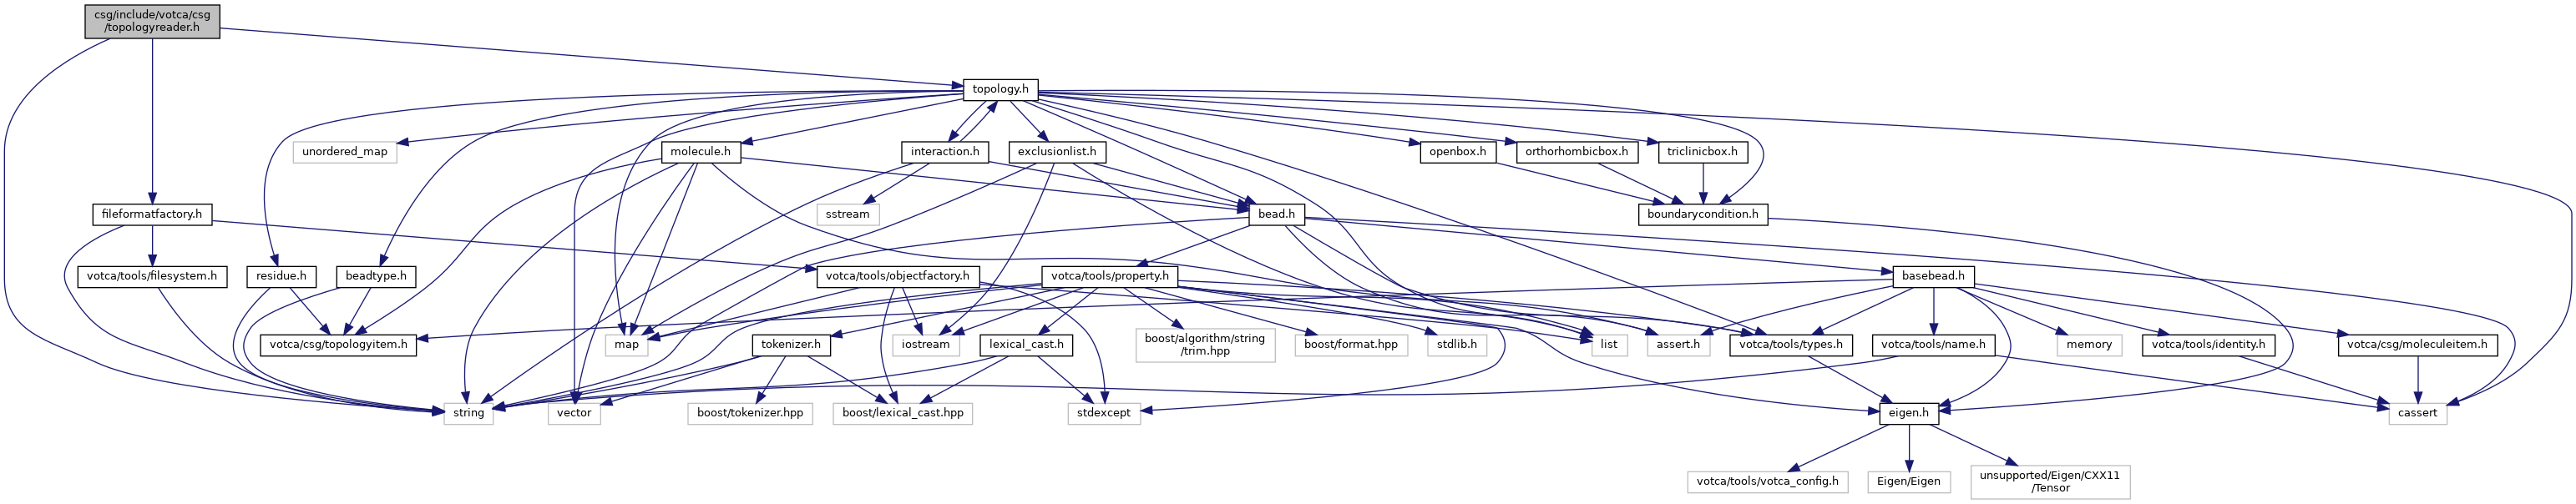 csg/include/votca/csg
/topologyreader.h
topology.h
unordered_map
molecule.h
interaction.h
exclusionlist.h
openbox.h
orthorhombicbox.h
triclinicbox.h
fileformatfactory.h
sstream
bead.h
boundarycondition.h
votca/tools/filesystem.h
residue.h
beadtype.h
votca/tools/objectfactory.h
votca/tools/property.h
basebead.h
votca/csg/topologyitem.h
map
tokenizer.h
iostream
lexical_cast.h
boost/algorithm/string
/trim.hpp
boost/format.hpp
stdlib.h
list
assert.h
votca/tools/types.h
votca/tools/name.h
memory
votca/tools/identity.h
votca/csg/moleculeitem.h
string
vector
boost/tokenizer.hpp
boost/lexical_cast.hpp
stdexcept
eigen.h
cassert
votca/tools/votca_config.h
Eigen/Eigen
unsupported/Eigen/CXX11
/Tensor